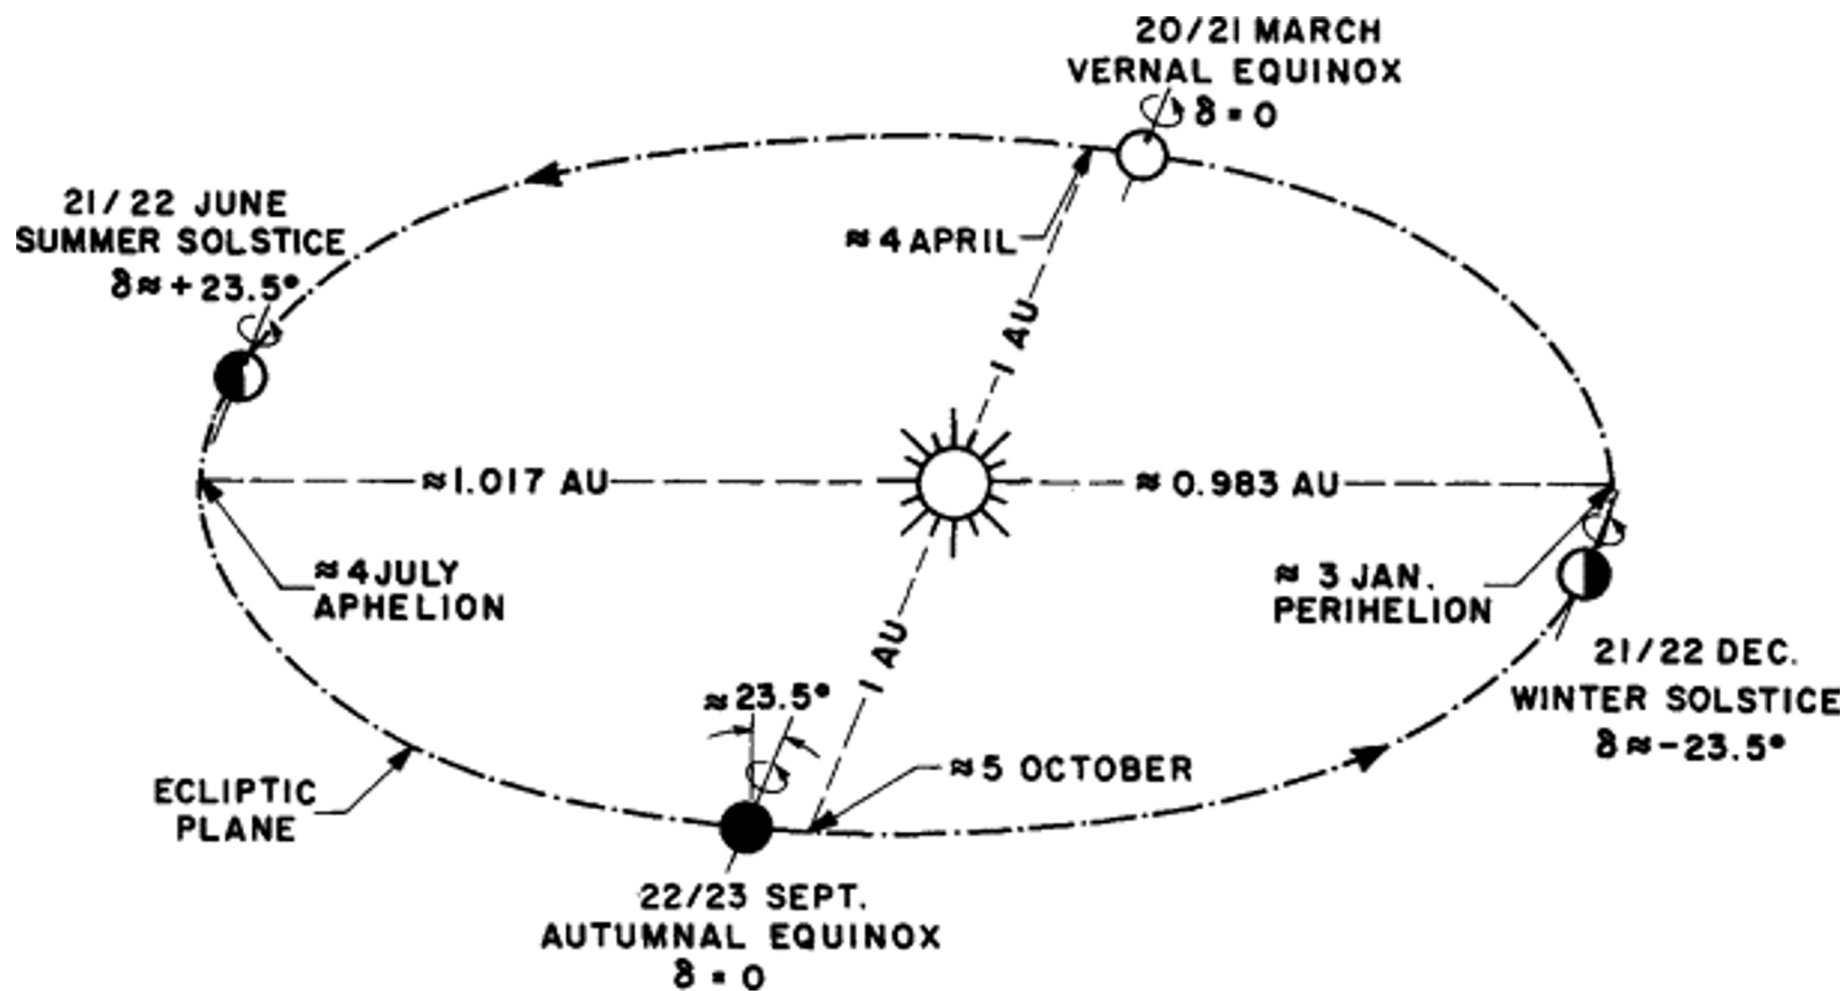 20/21 MARCH
VERNAL EQUINOX
δ = 0
21/22 JUNE
SUMMER SOLSTICE
δ ≈ +23.5°
≈ 4 APRIL
1 AU
≈ 1.017 AU
≈ 0.983 AU
≈ 4 JULY
APHELION
≈ 3 JAN.
PERIHELION
1 AU
21/22 DEC.
WINTER SOLSTICE
δ ≈ -23.5°
≈ 23.5°
≈ 5 OCTOBER
ECLIPTIC
PLANE
22/23 SEPT.
AUTUMNAL EQUINOX
δ = 0